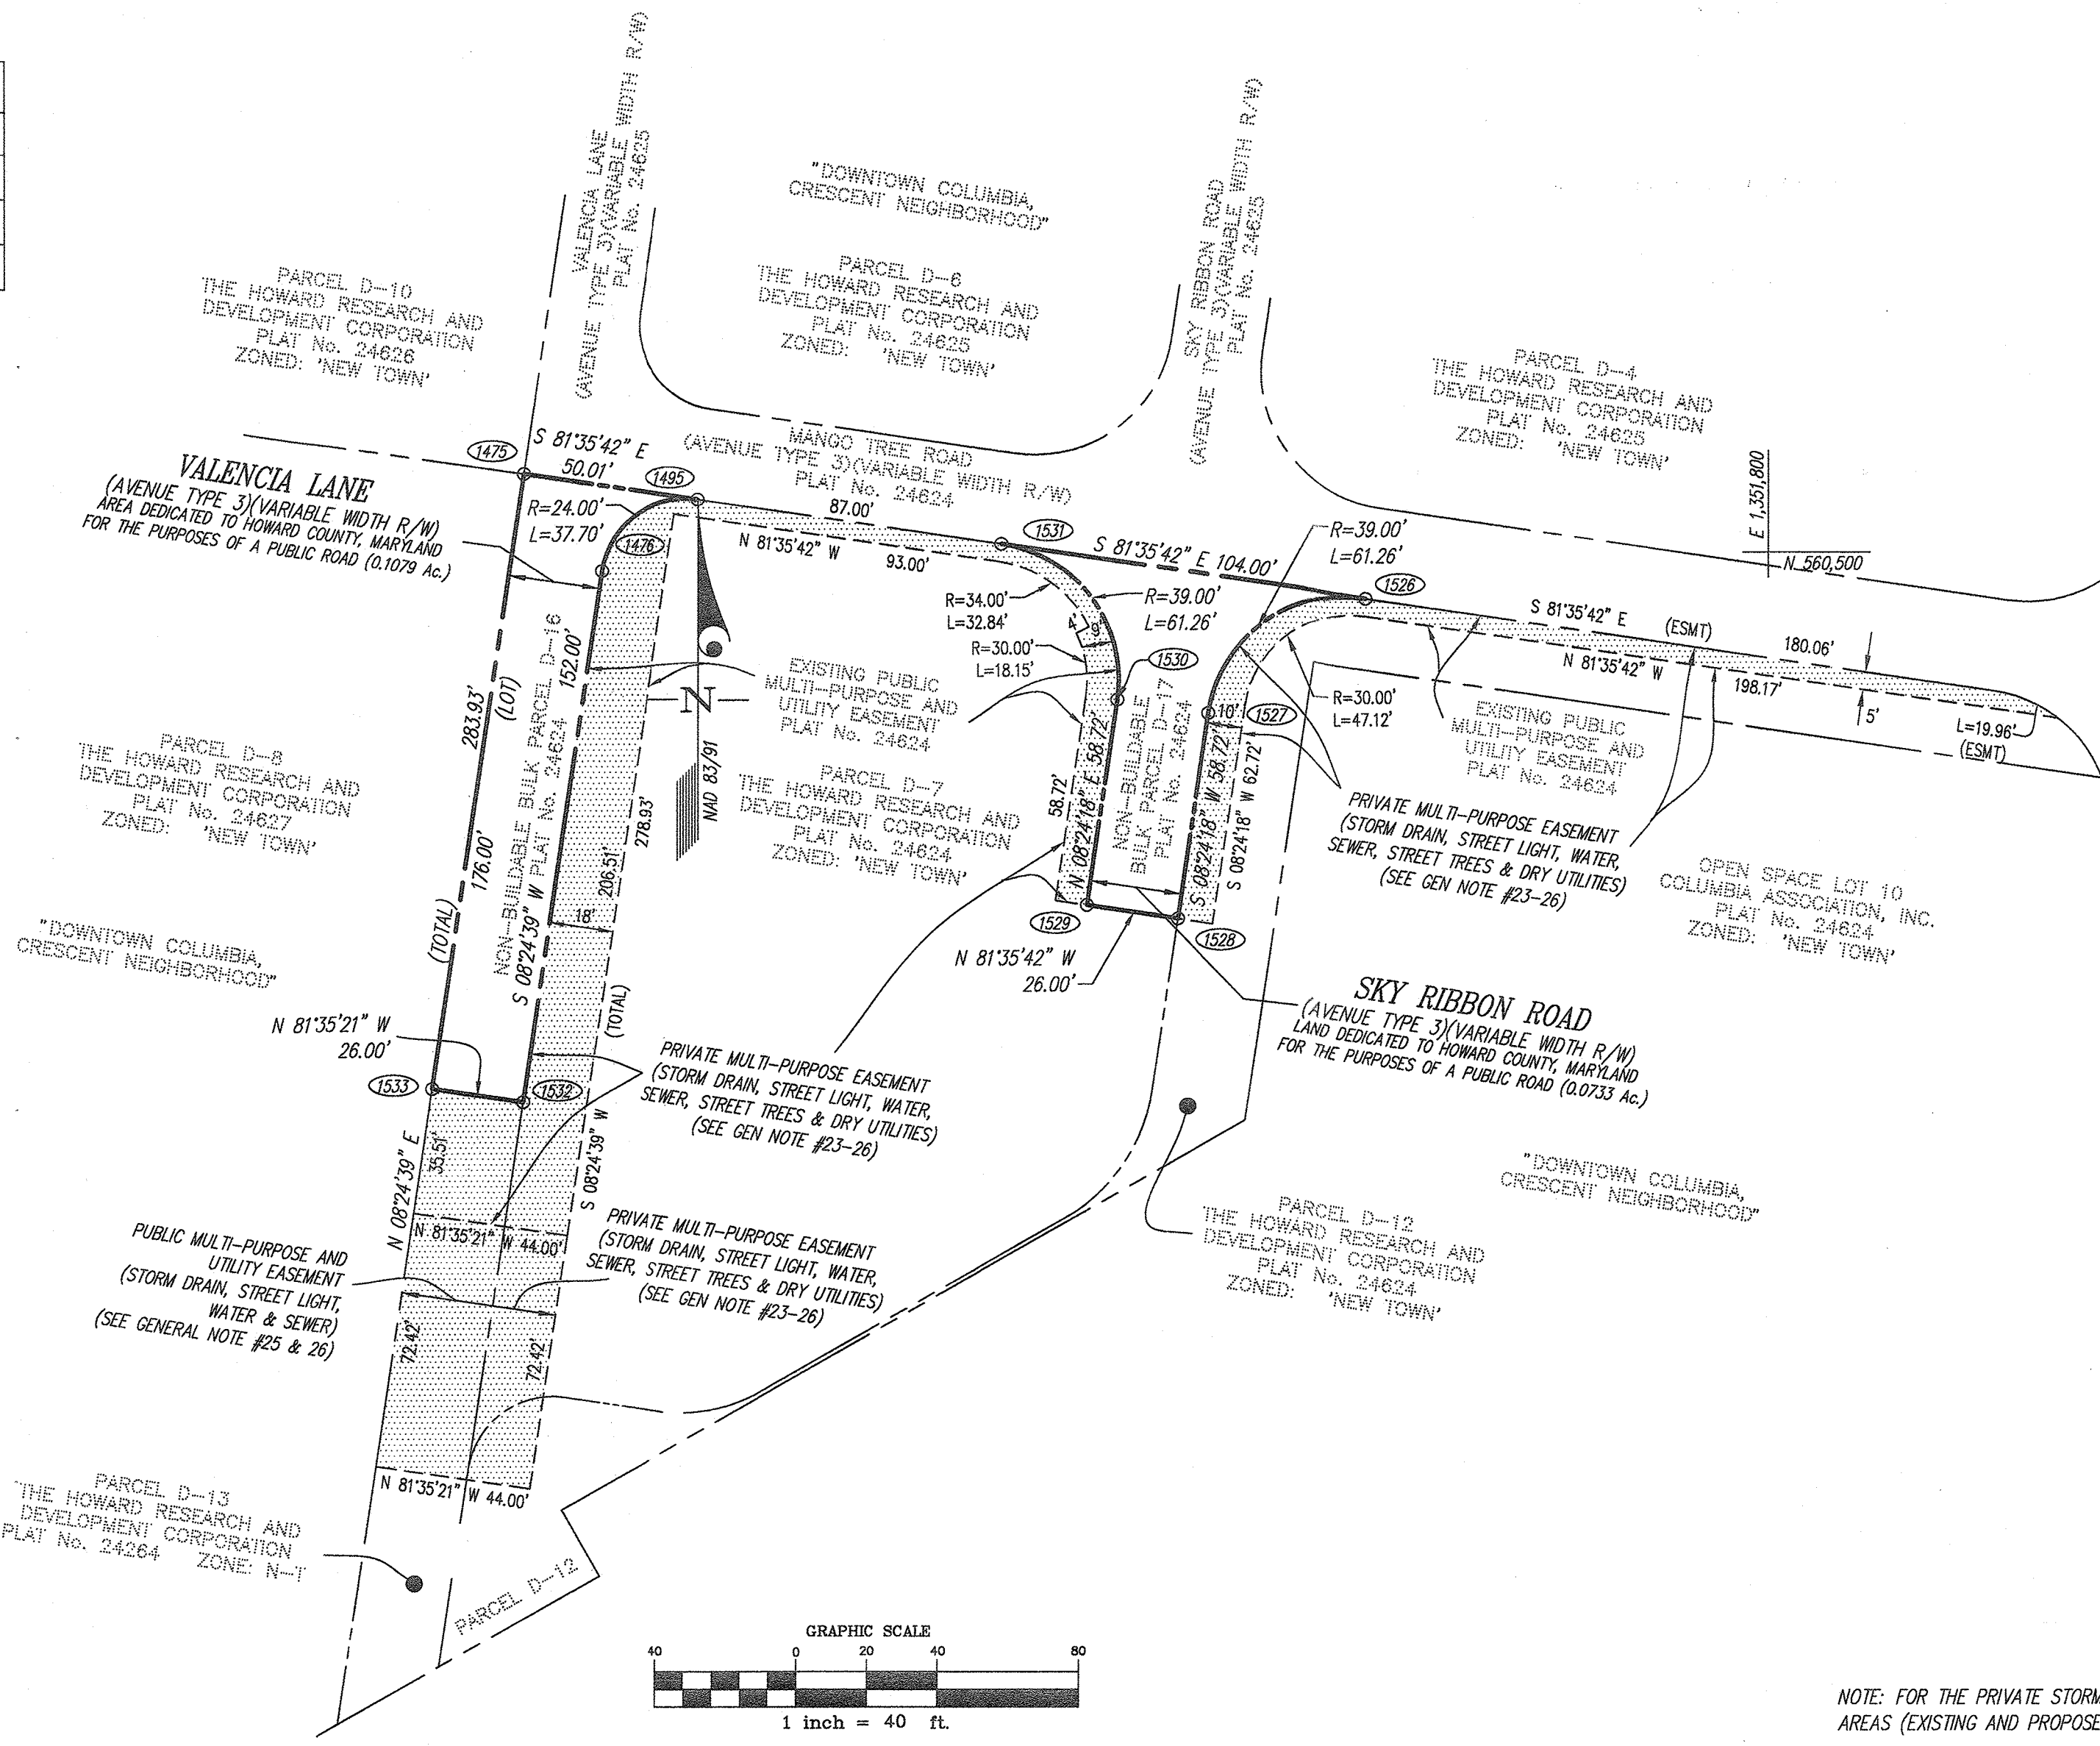 VALENCIA LANE
(AVENUE TYPE 3)(VARIABLE WIDTH R/W)
PLAT No. 24625
"DOWNTOWN COLUMBIA,
CRESCENT NEIGHBORHOOD"
SKY RIBBON ROAD
(AVENUE TYPE 3)(VARIABLE WIDTH R/W)
PLAT No. 24625
PARCEL D-10
THE HOWARD RESEARCH AND
DEVELOPMENT CORPORATION
PLAT No. 24626
ZONED: 'NEW TOWN'
PARCEL D-6
THE HOWARD RESEARCH AND
DEVELOPMENT CORPORATION
PLAT No. 24625
ZONED: 'NEW TOWN'
PARCEL D-4
THE HOWARD RESEARCH AND
DEVELOPMENT CORPORATION
PLAT No. 24625
ZONED: 'NEW TOWN'
E 1,351,800
N 560,500
1475
S 81°35'42" E
50.01'
1495
MANGO TREE ROAD
(AVENUE TYPE 3)(VARIABLE WIDTH R/W)
PLAT No. 24624
87.00'
N 81°35'42" W
93.00'
VALENCIA LANE
(AVENUE TYPE 3)(VARIABLE WIDTH R/W)
AREA DEDICATED TO HOWARD COUNTY, MARYLAND
FOR THE PURPOSES OF A PUBLIC ROAD (0.1079 Ac.)
R=24.00'
L=37.70'
1476
1531
S 81°35'42" E 104.00'
R=39.00'
L=61.26'
1526
R=34.00'
L=32.84'
4'
9'
R=39.00'
L=61.26'
R=30.00'
L=18.15'
1530
S 81°35'42" E
(ESMT)
180.06'
N 81°35'42" W
198.17'
5'
L=19.96'
(ESMT)
R=30.00'
L=47.12'
10'
1527
283.93'
(LOT)
152.00'
NON-BUILDABLE BULK PARCEL D-16
PLAT No. 24624
S 08°24'39" W
176.00'
(TOTAL)
278.93'
206.51'
18'
(TOTAL)
N
NAD 83/91
EXISTING PUBLIC
MULTI-PURPOSE AND
UTILITY EASEMENT
PLAT No. 24624
EXISTING PUBLIC
MULTI-PURPOSE AND
UTILITY EASEMENT
PLAT No. 24624
PARCEL D-8
THE HOWARD RESEARCH AND
DEVELOPMENT CORPORATION
PLAT No. 24627
ZONED: 'NEW TOWN'
PARCEL D-7
THE HOWARD RESEARCH AND
DEVELOPMENT CORPORATION
PLAT No. 24624
ZONED: 'NEW TOWN'
58.72'
N 08°24'18" E 58.72'
NON-BUILDABLE
BULK PARCEL D-17
PLAT No. 24624
S 08°24'18" W 58.72'
S 08°24'18" W 62.72'
PRIVATE MULTI-PURPOSE EASEMENT
(STORM DRAIN, STREET LIGHT, WATER,
SEWER, STREET TREES & DRY UTILITIES)
(SEE GEN NOTE #23-26)
OPEN SPACE LOT 10
COLUMBIA ASSOCIATION, INC.
PLAT No. 24624
ZONED: 'NEW TOWN'
1529
1528
N 81°35'42" W
26.00'
"DOWNTOWN COLUMBIA,
CRESCENT NEIGHBORHOOD"
SKY RIBBON ROAD
(AVENUE TYPE 3)(VARIABLE WIDTH R/W)
LAND DEDICATED TO HOWARD COUNTY, MARYLAND
FOR THE PURPOSES OF A PUBLIC ROAD (0.0733 Ac.)
N 81°35'21" W
26.00'
1533
1532
PRIVATE MULTI-PURPOSE EASEMENT
(STORM DRAIN, STREET LIGHT, WATER,
SEWER, STREET TREES & DRY UTILITIES)
(SEE GEN NOTE #23-26)
N 08°24'39" E
35.51'
S 08°24'39" W
N 81°35'21" W 44.00'
PUBLIC MULTI-PURPOSE AND
UTILITY EASEMENT
(STORM DRAIN, STREET LIGHT,
WATER & SEWER)
(SEE GENERAL NOTE #25 & 26)
PRIVATE MULTI-PURPOSE EASEMENT
(STORM DRAIN, STREET LIGHT, WATER,
SEWER, STREET TREES & DRY UTILITIES)
(SEE GEN NOTE #23-26)
72.42'
72.42'
"DOWNTOWN COLUMBIA,
CRESCENT NEIGHBORHOOD"
PARCEL D-12
THE HOWARD RESEARCH AND
DEVELOPMENT CORPORATION
PLAT No. 24624
ZONED: 'NEW TOWN'
N 81°35'21" W 44.00'
PARCEL D-13
THE HOWARD RESEARCH AND
DEVELOPMENT CORPORATION
PLAT No. 24264 ZONE: N-T
PARCEL D-12
GRAPHIC SCALE
40 0 20 40 80
1 inch = 40 ft.
NOTE: FOR THE PRIVATE STORM
AREAS (EXISTING AND PROPOSE